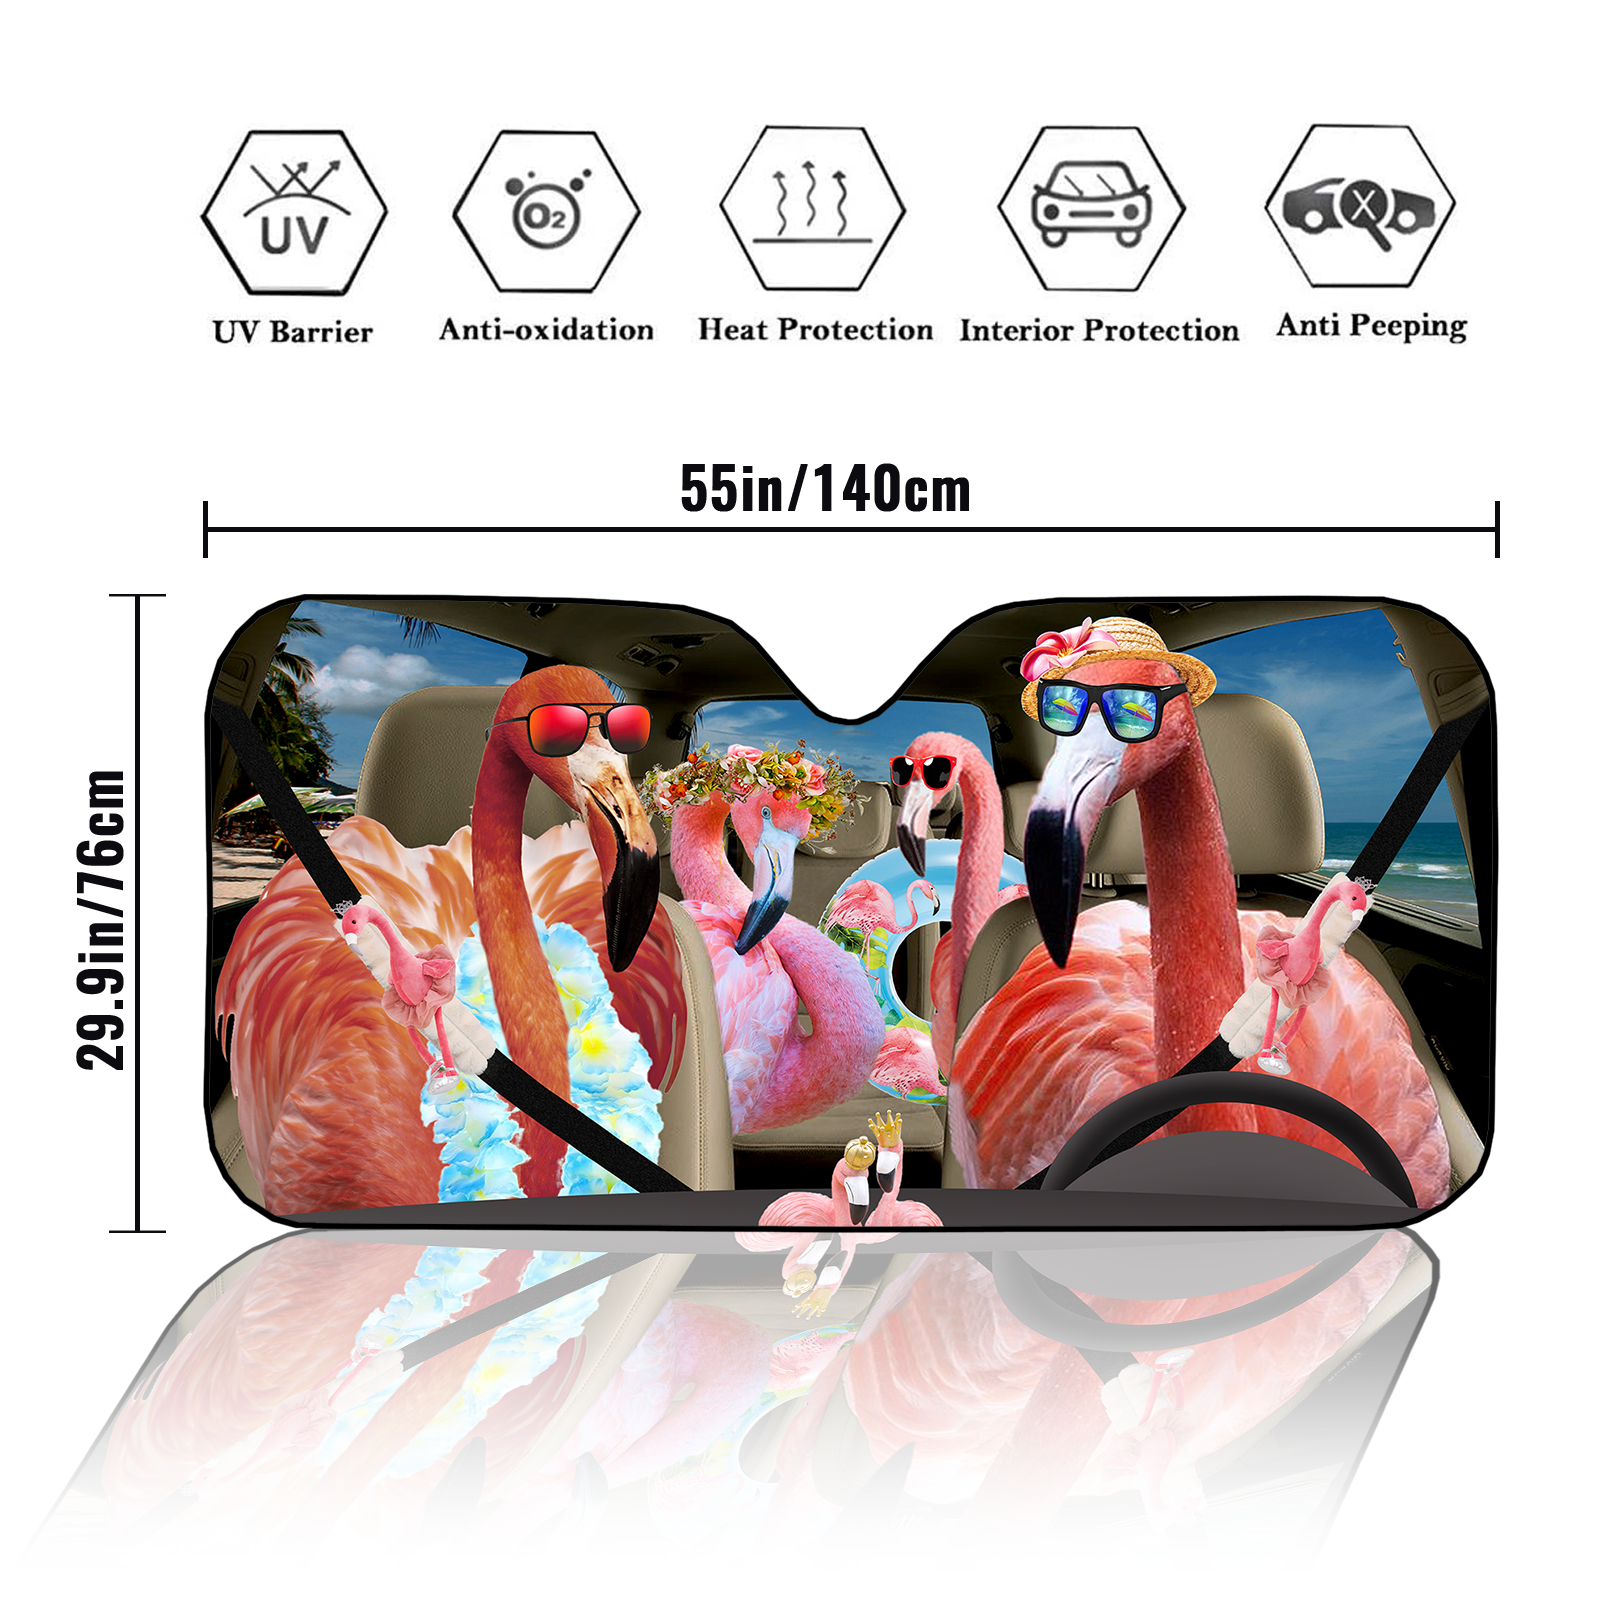 UV
O2
X
UV Barrier
Anti-oxidation
Heat Protection
Interior Protection
Anti Peeping
55in/140cm
29.9in/76cm